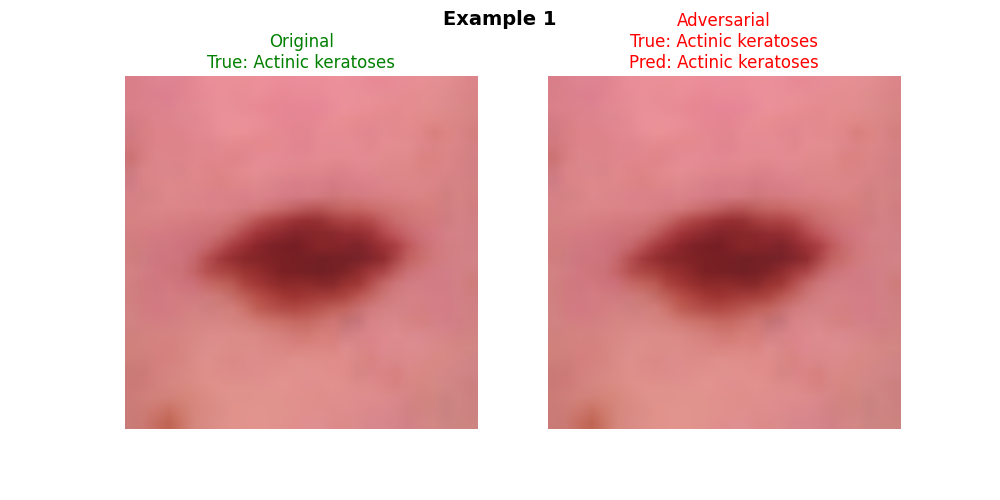 Example 1
Original
True: Actinic keratoses
Adversarial
True: Actinic keratoses
Pred: Actinic keratoses